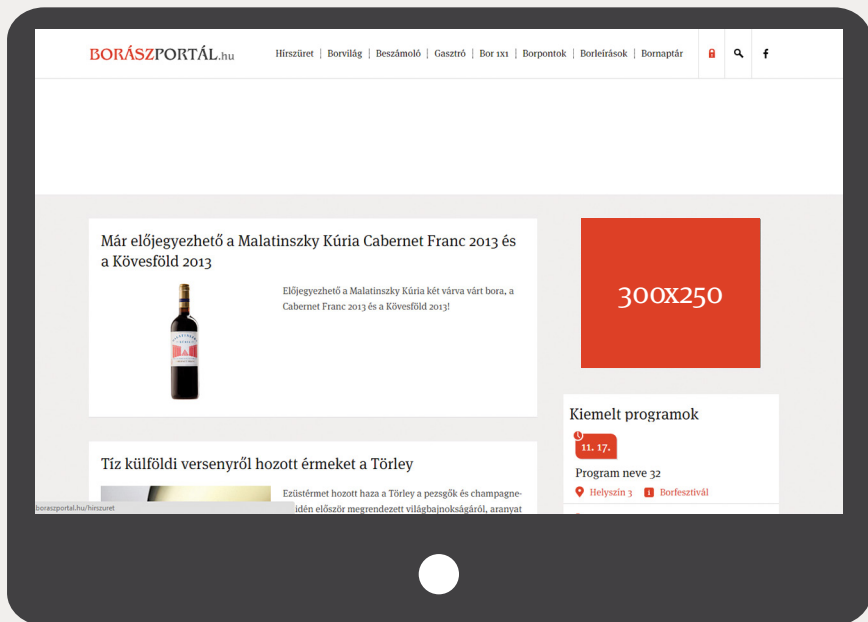 BORÁSZPORTÁL.hu
Hírszüret | Borvilág | Beszámoló | Gasztró | Bor 1x1 | Borpontok | Borleírások | Bornaptár
Már előjegyezhető a Malatinszky Kúria Cabernet Franc 2013 és
a Kövesföld 2013
Előjegyezhető a Malatinszky Kúria két várva várt bora, a
Cabernet Franc 2013 és a Kövesföld 2013!
300x250
Kiemelt programok
11. 17.
Program neve 32
Helyszín 3
Borfesztivál
Tíz külföldi versenyről hozott érmeket a Törley
Ezüstérmet hozott haza a Törley a pezsgők és champagne-
idén először megrendezett világbajnokságáról, aranyat
boraszportal.hu/hirszuret